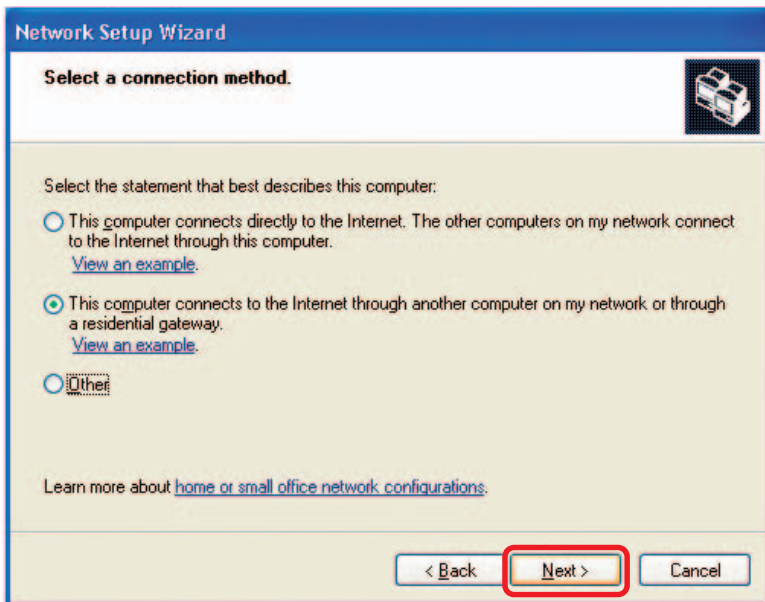 Network Setup Wizard
Select a connection method.
Select the statement that best describes this computer:
This computer connects directly to the Internet. The other computers on my network connect
to the Internet through this computer.
View an example.
This computer connects to the Internet through another computer on my network or through
a residential gateway.
View an example.
Other
Learn more about home or small office network configurations.
< Back
Next >
Cancel